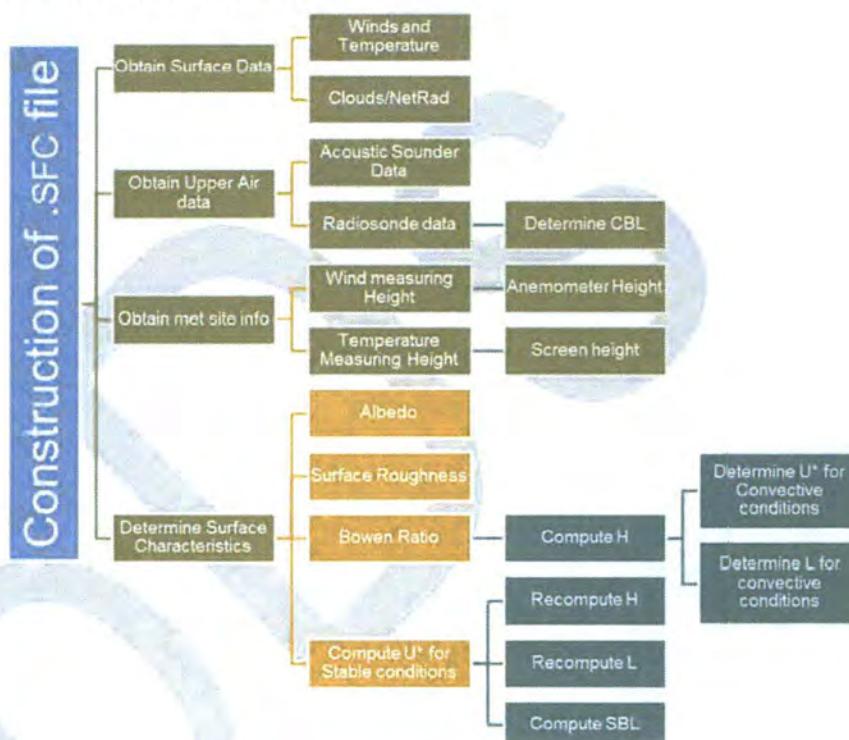 Construction of .SFC file
Obtain Surface Data
Winds and
Temperature
Clouds/NetRad
Obtain Upper Air
data
Acoustic Sounder
Data
Radiosonde data
Determine CBL
Obtain met site info
Wind measuring
Height
Anemometer Height
Temperature
Measuring Height
Screen height
Determine Surface
Characteristics
Albedo
Surface Roughness
Bowen Ratio
Compute H
Determine U* for
Convective
conditions
Determine L for
convective
conditions
Compute U* for
Stable conditions
Recompute H
Recompute L
Compute SBL